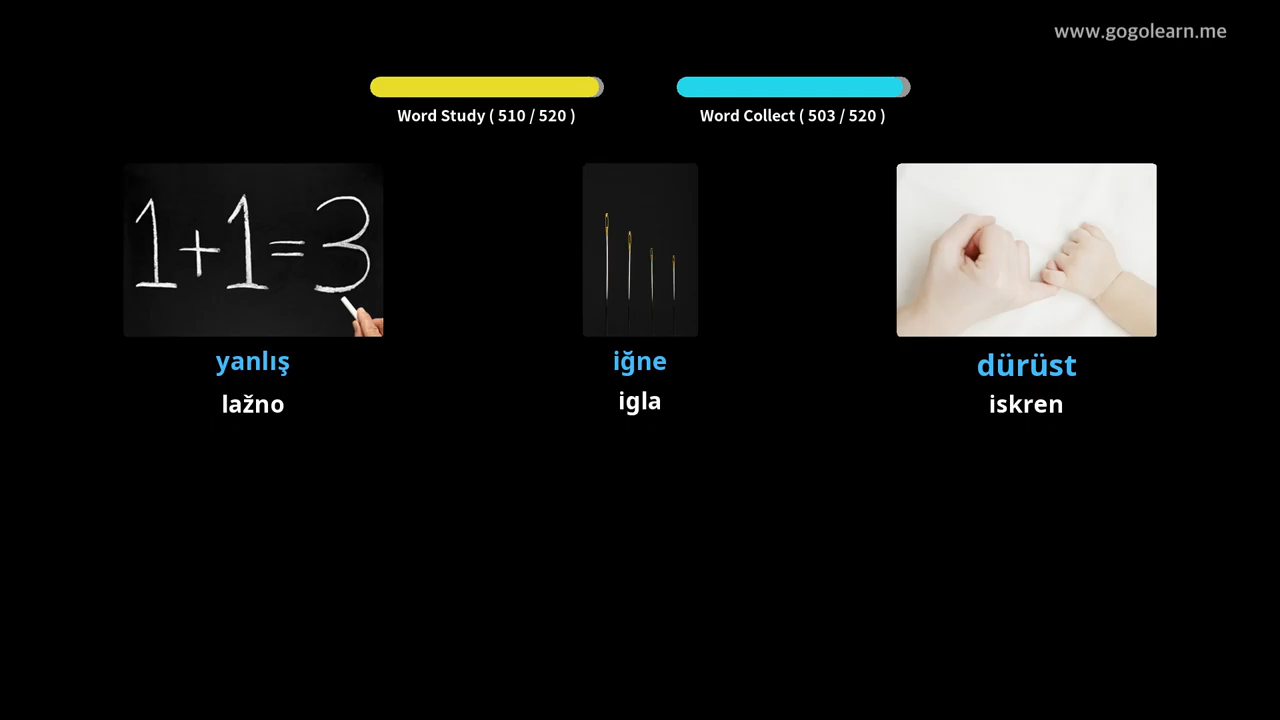 www.gogolearn.me
Word Study ( 510 / 520 )
Word Collect ( 503 / 520 )
1+1=3
yanlış
lažno
iğne
igla
dürüst
iskren